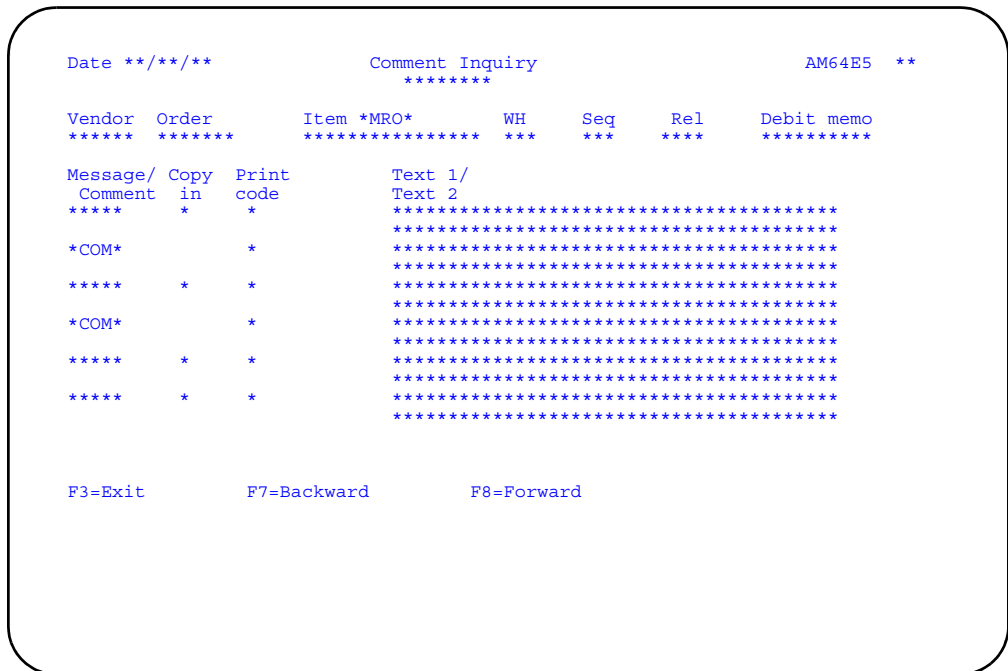 Date **/**/** Comment Inquiry AM64E5 **
********
Vendor Order Item *MRO* WH Seq Rel Debit memo
****** ******* **************** *** *** **** **********
Message/ Copy Print Text 1/
Comment in code Text 2
***** * * ****************************************
****************************************
*COM* * ****************************************
****************************************
***** * * ****************************************
****************************************
*COM* * ****************************************
****************************************
***** * * ****************************************
****************************************
***** * * ****************************************
****************************************
F3=Exit F7=Backward F8=Forward